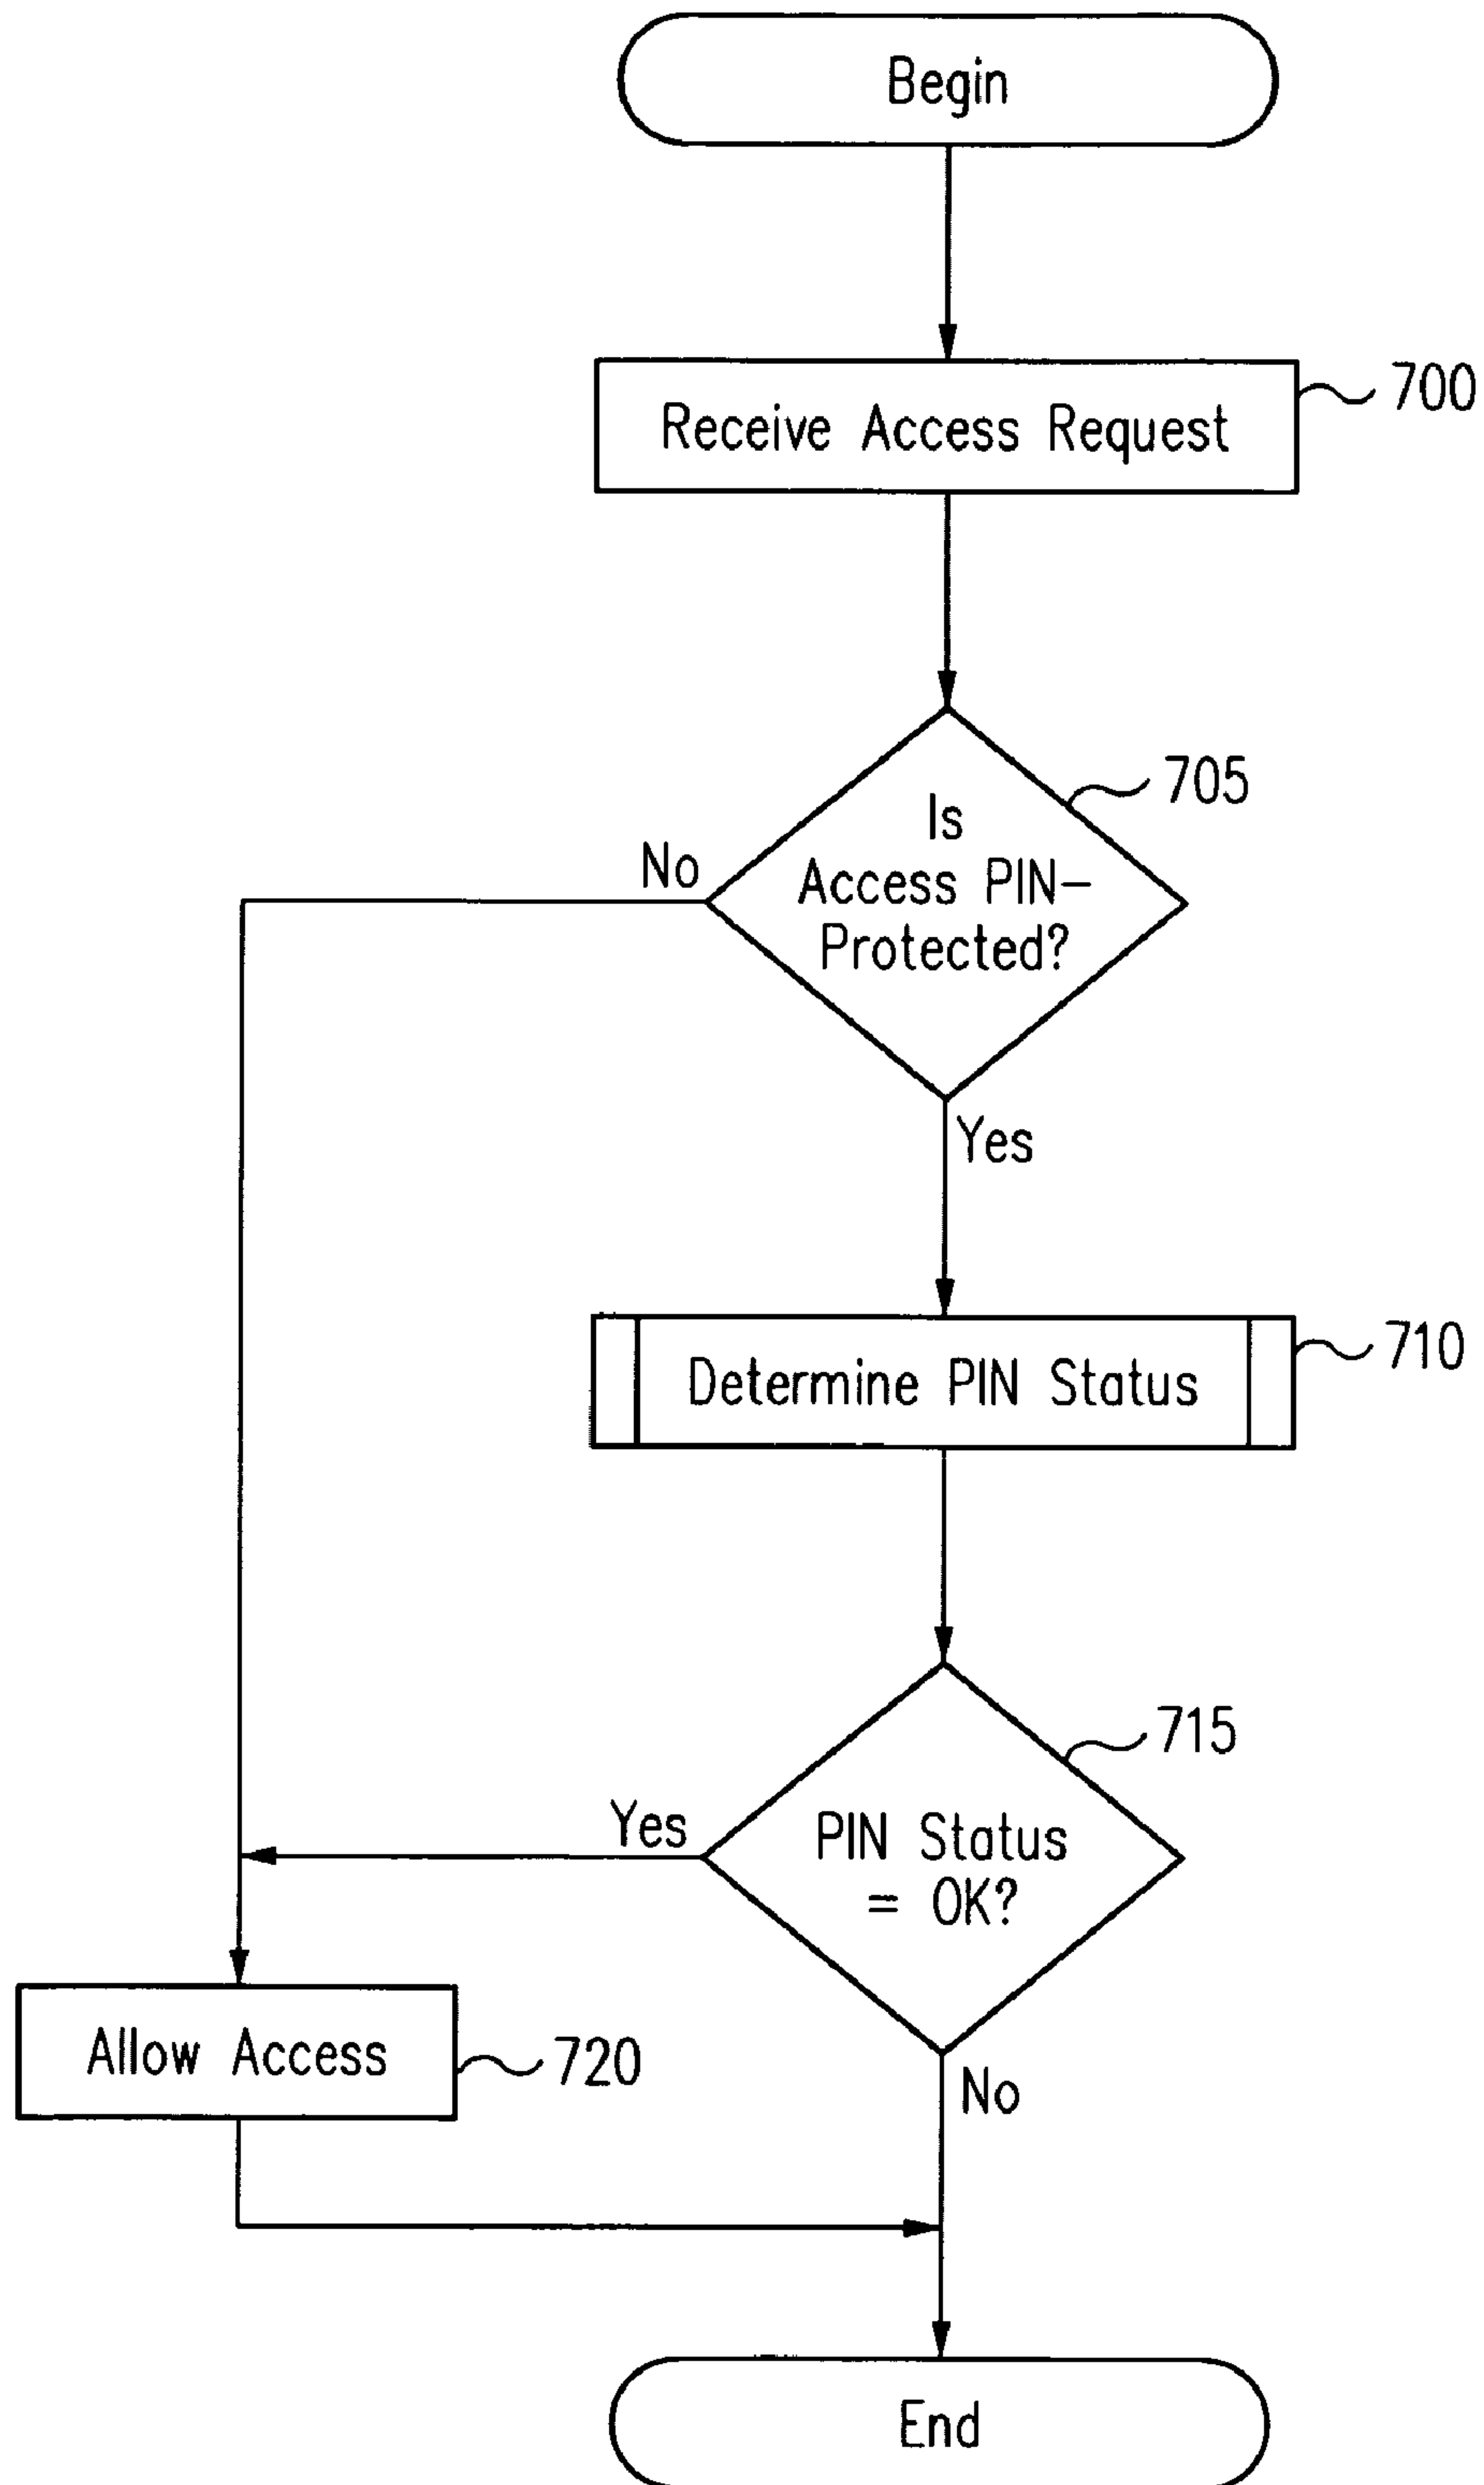 Begin
Receive Access Request
700
Is
Access PIN-
Protected?
705
No
Yes
Determine PIN Status
710
PIN Status
= OK?
715
Yes
No
Allow Access
720
End